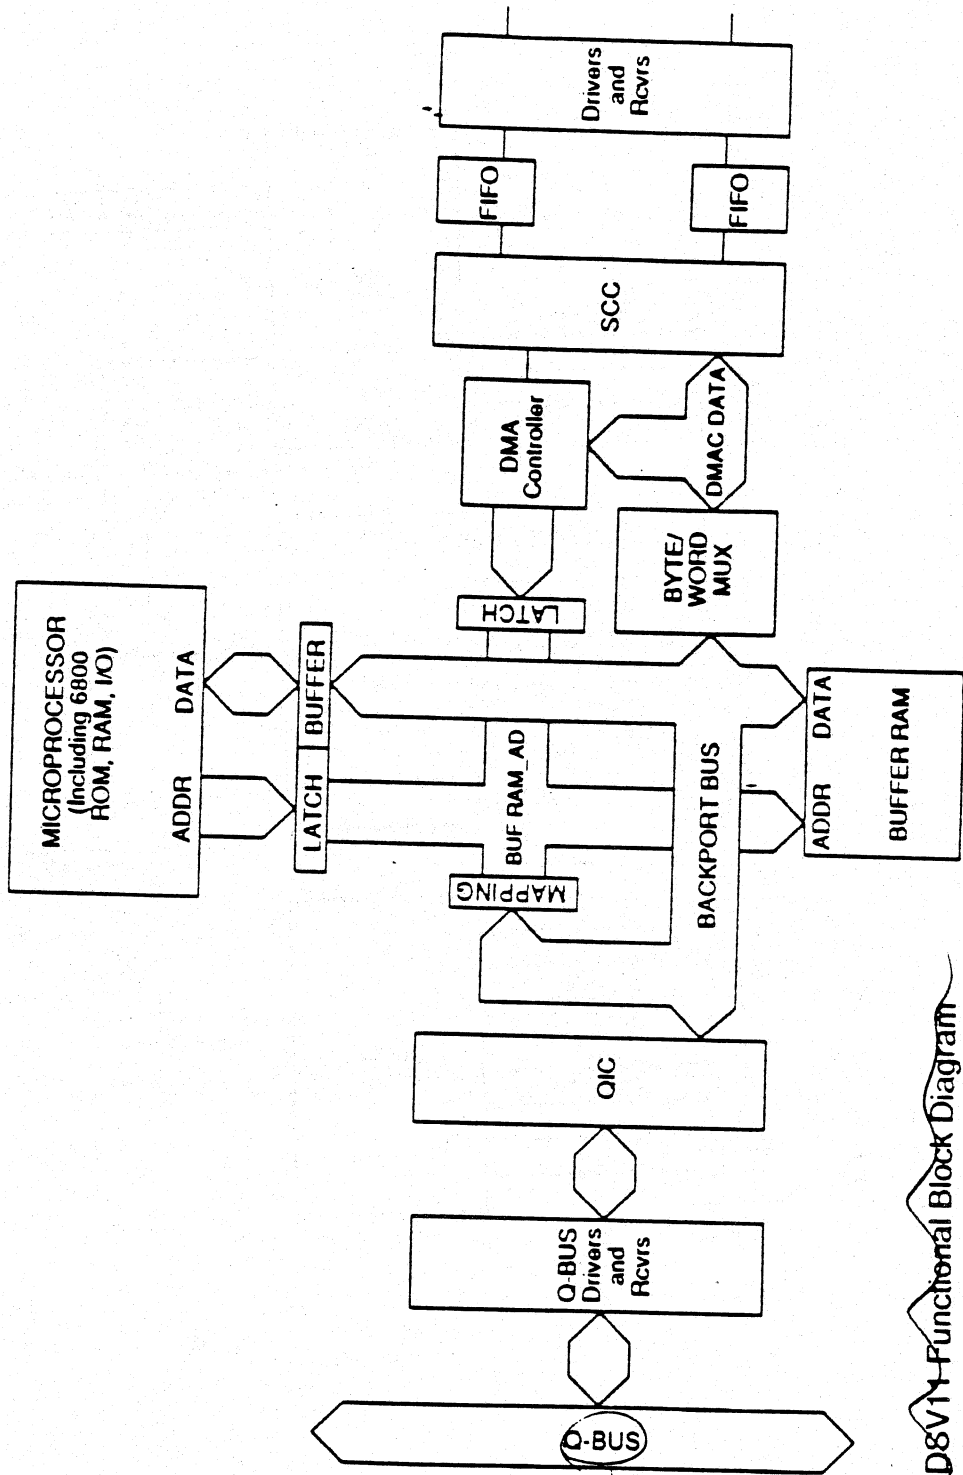 MICROPROCESSOR
(Including 6800
ROM, RAM, I/O)
ADDR
DATA
LATCH
BUFFER
Q-BUS
Q-BUS
Drivers
and
Rcvrs
QIC
MAPPING
BUF RAM_AD
LATCH
DMA
Controller
SCC
FIFO
FIFO
Drivers
and
Rcvrs
BACKPORT BUS
BYTE/
WORD
MUX
DMAC DATA
ADDR
DATA
BUFFER RAM
Functional Block Diagram